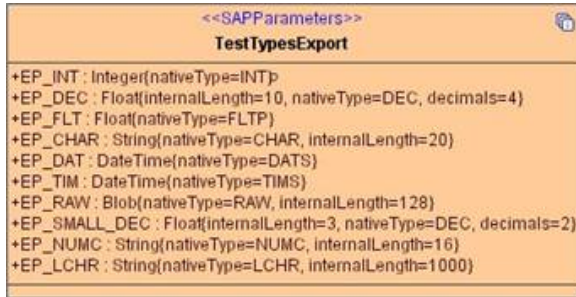 <<SAPParameters>>
TestTypesExport
+EP_INT : Integer{nativeType=INT}
+EP_DEC : Float{internalLength=10, nativeType=DEC, decimals=4}
+EP_FLT : Float{nativeType=FLTP}
+EP_CHAR : String{nativeType=CHAR, internalLength=20}
+EP_DAT : DateTime{nativeType=DATS}
+EP_TIM : DateTime{nativeType=TIMS}
+EP_RAW : Blob{nativeType=RAW, internalLength=128}
+EP_SMALL_DEC : Float{internalLength=3, nativeType=DEC, decimals=2}
+EP_NUMC : String{nativeType=NUMC, internalLength=16}
+EP_LCHR : String{nativeType=LCHR, internalLength=1000}